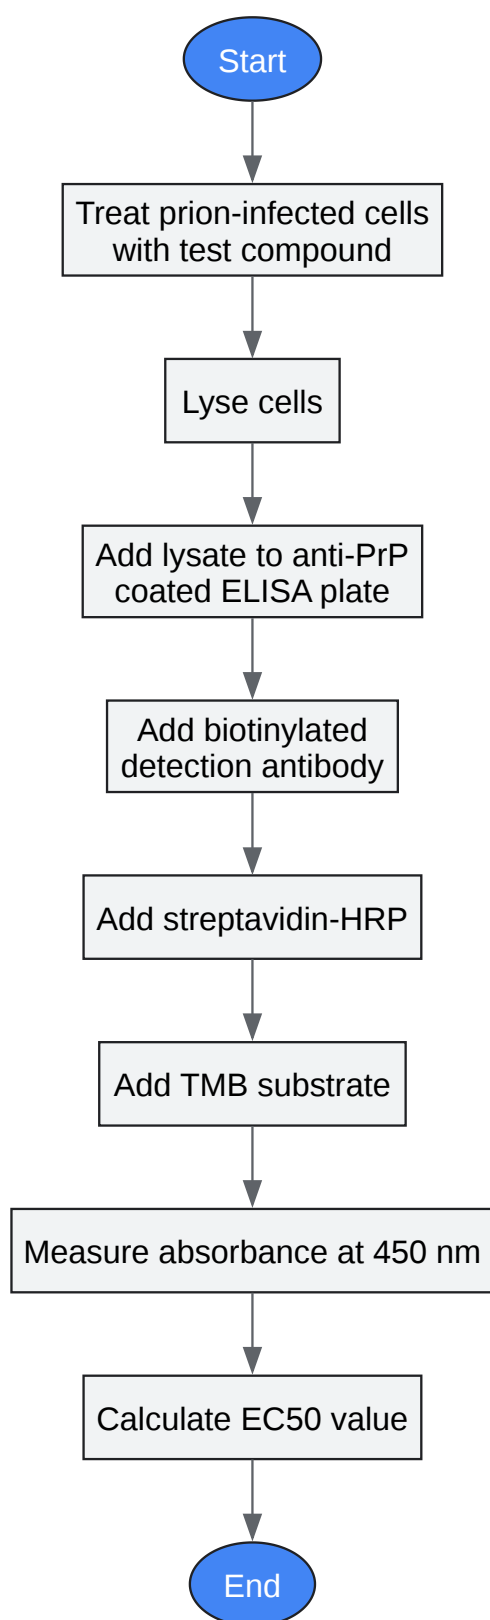 Start
Treat prion-infected cells
with test compound
Lyse cells
Add lysate to anti-PrP
coated ELISA plate
Add biotinylated
detection antibody
Add streptavidin-HRP
Add TMB substrate
Measure absorbance at 450 nm
Calculate EC50 value
End